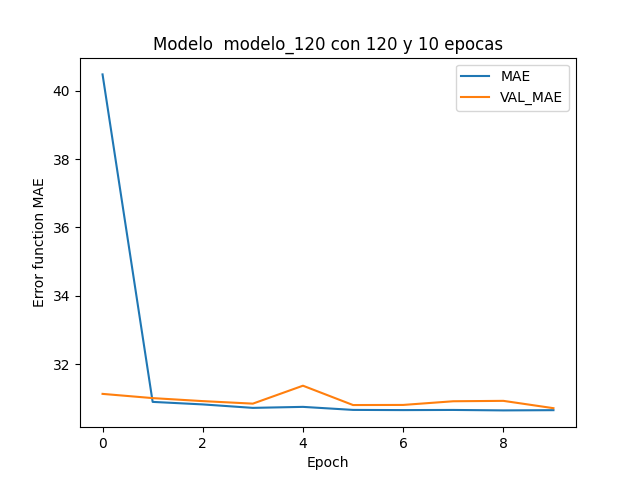 Modelo  modelo_120 con 120 y 10 epocas
MAE
VAL_MAE
40
38
36
34
32
Error function MAE
0 2 4 6 8
Epoch